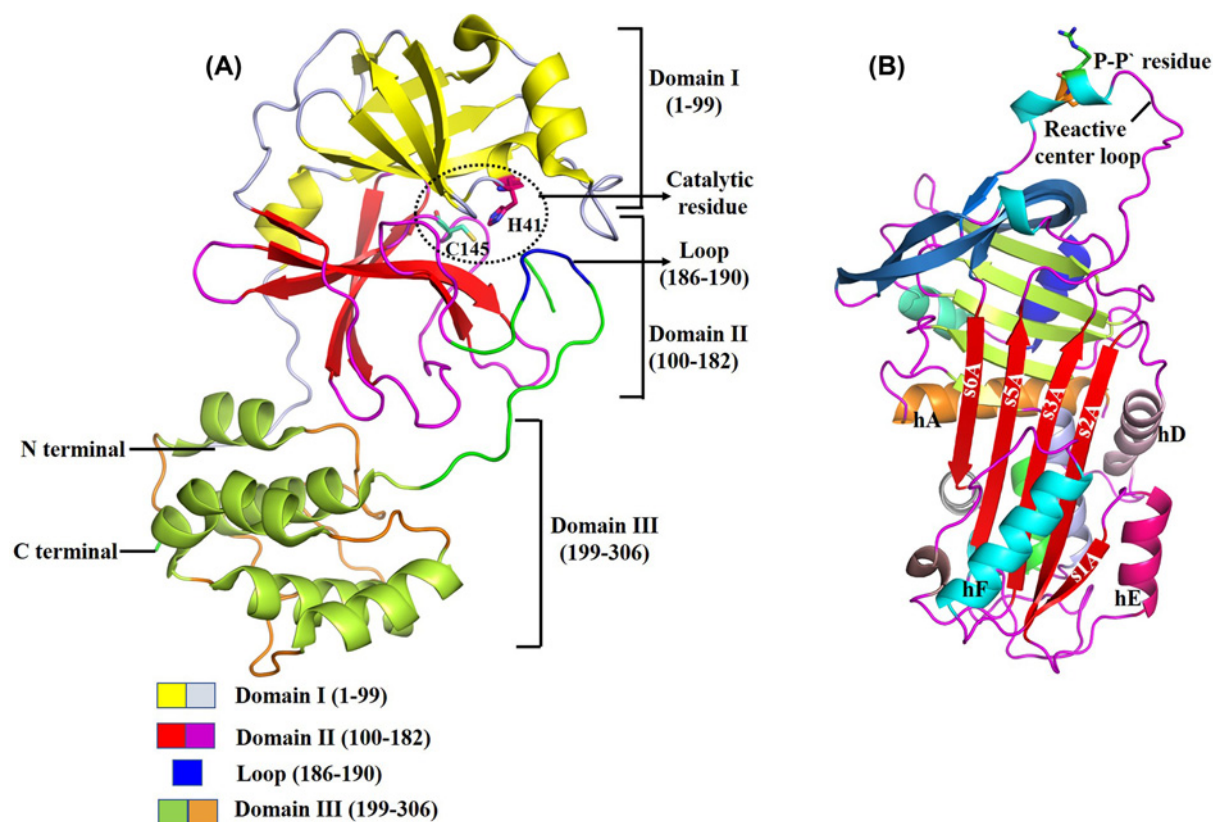 (A)
Domain I
(1-99)
Catalytic
residue
H41
C145
Loop
(186-190)
Domain II
(100-182)
N terminal
C terminal
Domain III
(199-306)
Domain I (1-99)
Domain II (100-182)
Loop (186-190)
Domain III (199-306)
(B)
P-P` residue
Reactive
center loop
s6A
s5A
s3A
s2A
hA
hD
s1A
hF
hE